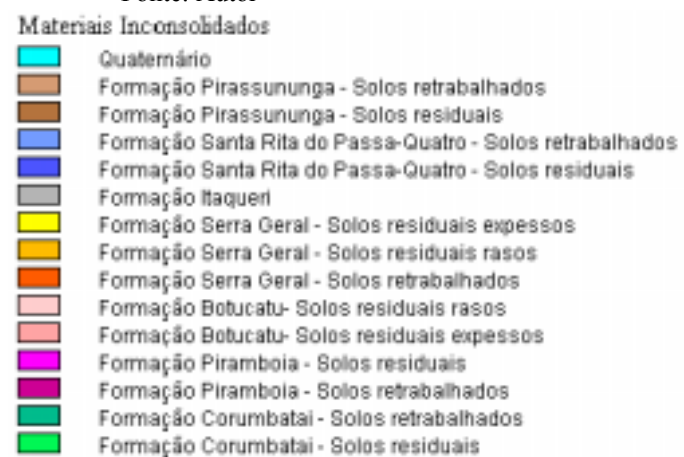 Fonte: Autor
Materiais Inconsolidados
Quaternário
Formação Pirassununga - Solos retrabalhados
Formação Pirassununga - Solos residuais
Formação Santa Rita do Passa-Quatro - Solos retrabalhados
Formação Santa Rita do Passa-Quatro - Solos residuais
Formação Itaqueri
Formação Serra Geral - Solos residuais expessos
Formação Serra Geral - Solos residuais rasos
Formação Serra Geral - Solos retrabalhados
Formação Botucatu- Solos residuais rasos
Formação Botucatu- Solos residuais expessos
Formação Piramboia - Solos residuais
Formação Piramboia - Solos retrabalhados
Formação Corumbatai - Solos retrabalhados
Formação Corumbatai - Solos residuais